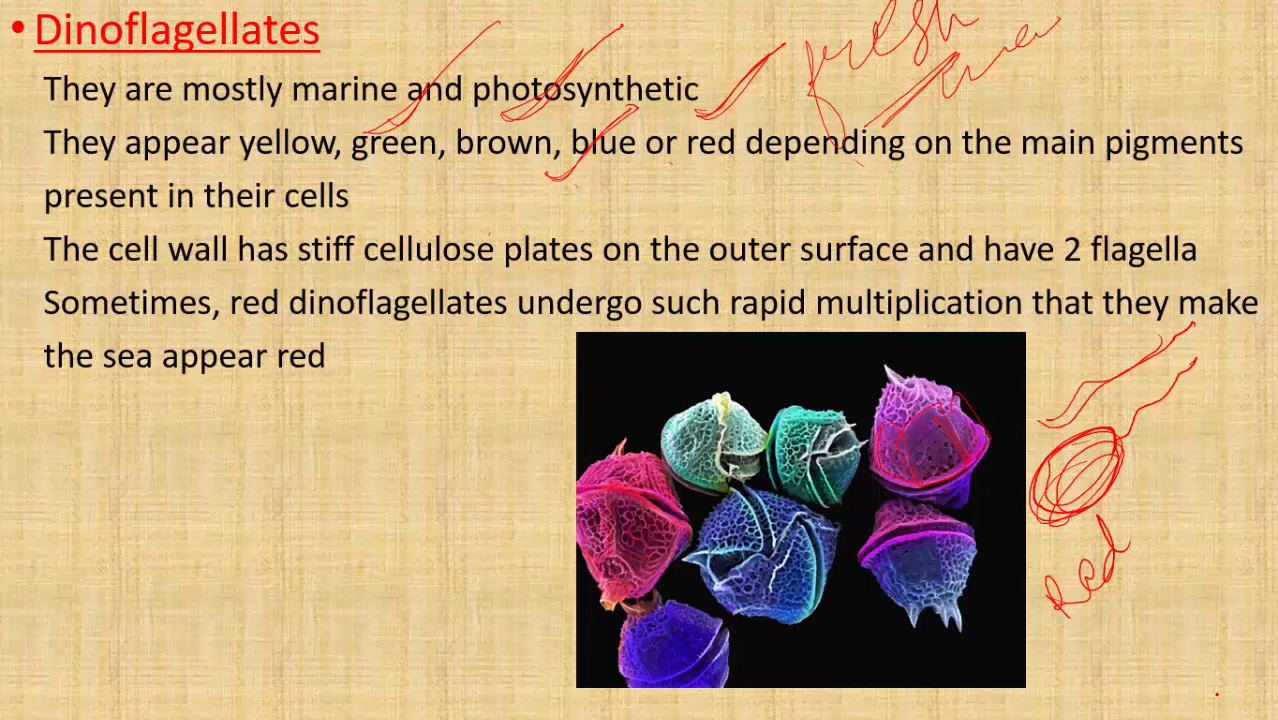 • Dinoflagellates
fresh
They are mostly marine and photosynthetic
They appear yellow, green, brown, blue or red depending on the main pigments
present in their cells
The cell wall has stiff cellulose plates on the outer surface and have 2 flagella
Sometimes, red dinoflagellates undergo such rapid multiplication that they make
the sea appear red
Red